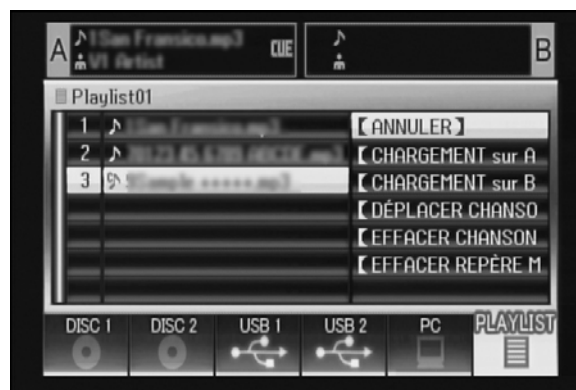 A
1San Fransico.mp3
CUE
V1 Artist
B
Playlist01
1
【ANNULER】
2
【CHARGEMENT sur A
3
【CHARGEMENT sur B
【DÉPLACER CHANSO
【EFFACER CHANSON
【EFFACER REPÈRE M
DISC 1 DISC 2 USB 1 USB 2 PC PLAYLIST